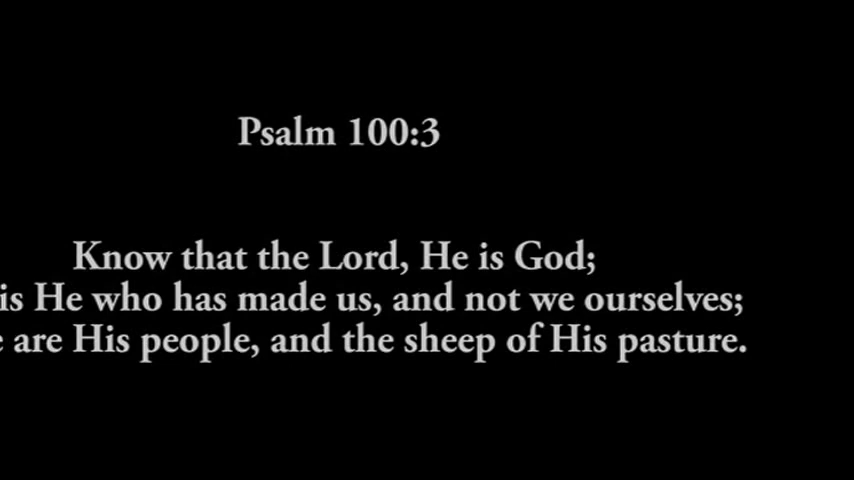 Psalm 100:3
Know that the Lord, He is God;
is He who has made us, and not we ourselves;
are His people, and the sheep of His pasture.